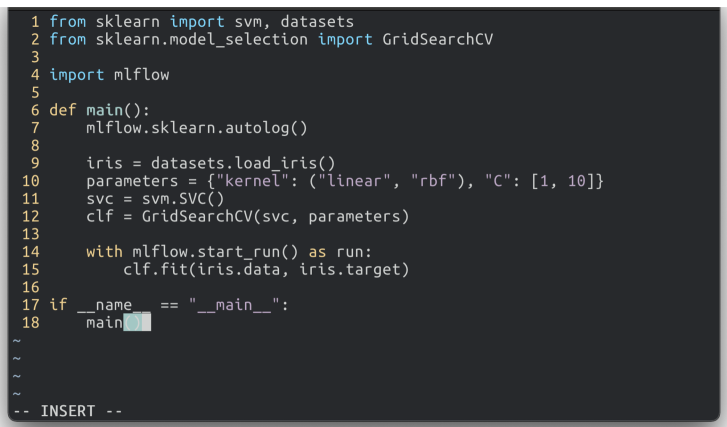 1 from sklearn import svm, datasets
2 from sklearn.model_selection import GridSearchCV
3
4 import mlflow
5
6 def main():
7     mlflow.sklearn.autolog()
8
9     iris = datasets.load_iris()
10     parameters = {"kernel": ("linear", "rbf"), "C": [1, 10]}
11     svc = svm.SVC()
12     clf = GridSearchCV(svc, parameters)
13
14     with mlflow.start_run() as run:
15         clf.fit(iris.data, iris.target)
16
17 if __name__ == "__main__":
18     main()
~
~
~
~
-- INSERT --